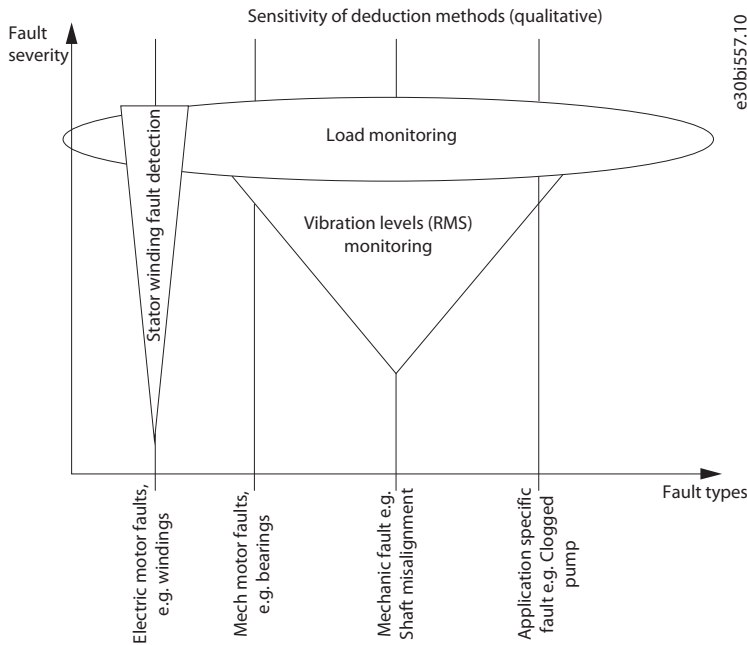 Sensitivity of deduction methods (qualitative)
Fault
severity
e30bi557.10
Load monitoring
Stator winding fault detection
Vibration levels (RMS)
monitoring
Fault types
Electric motor faults,
e.g. windings
Mech motor faults,
e.g. bearings
Mechanic fault e.g.
Shaft misalignment
Application specific
fault e.g. Clogged
pump